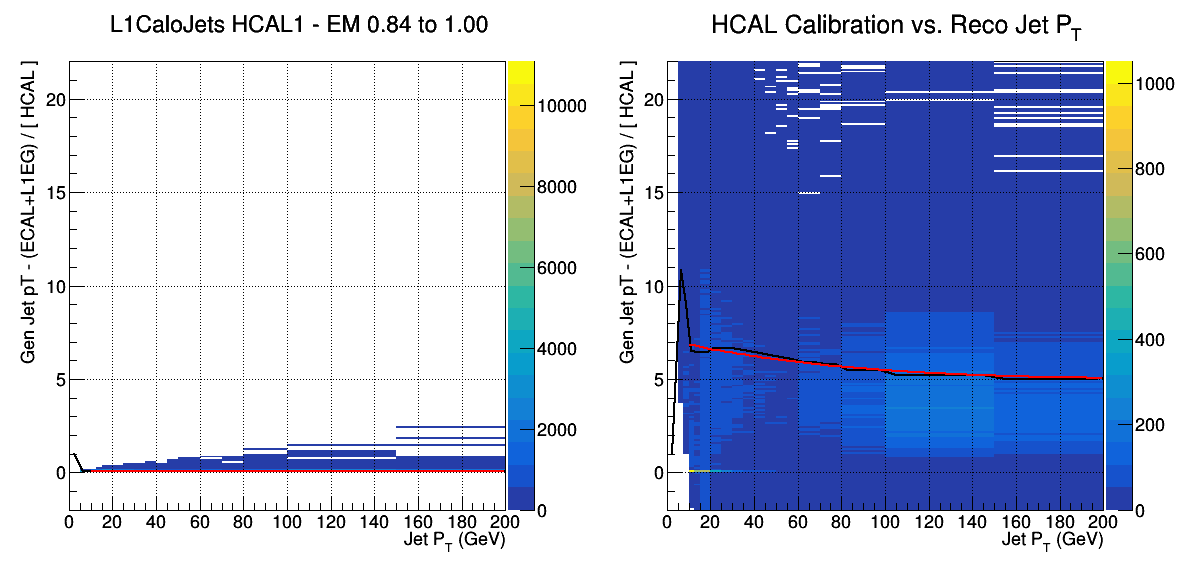 L1CaloJets HCAL1 - EM 0.84 to 1.00
Gen Jet pT - (ECAL+L1EG) / [ HCAL ]
20
15
10
5
0
0 20 40 60 80 100 120 140 160 180 200
Jet P_T (GeV)
10000
8000
6000
4000
2000
0
HCAL Calibration vs. Reco Jet P_T
Gen Jet pT - (ECAL+L1EG) / [ HCAL ]
20
15
10
5
0
0 20 40 60 80 100 120 140 160 180 200
Jet P_T (GeV)
1000
800
600
400
200
0